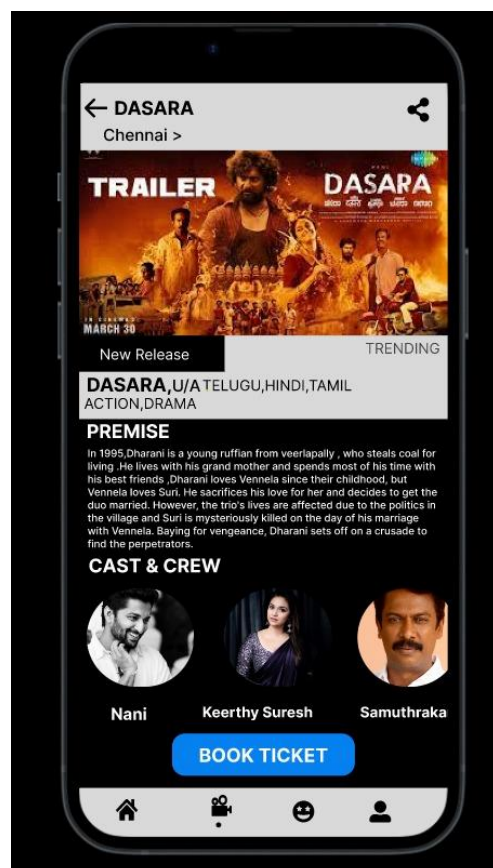 DASARA
Chennai >
TRAILER
NANI
DASARA
IN CINEMAS
MARCH 30
New Release
TRENDING
DASARA,U/A TELUGU,HINDI,TAMIL
ACTION,DRAMA
PREMISE
In 1995,Dharani is a young ruffian from veerlapally , who steals coal for
living .He lives with his grand mother and spends most of his time with
his best friends ,Dharani loves Vennela since their childhood, but
Vennela loves Suri. He sacrifices his love for her and decides to get the
duo married. However, the trio's lives are affected due to the politics in
the village and Suri is mysteriously killed on the day of his marriage
with Vennela. Baying for vengeance, Dharani sets off on a crusade to
find the perpetrators.
CAST & CREW
Nani
Keerthy Suresh
Samuthraka
BOOK TICKET